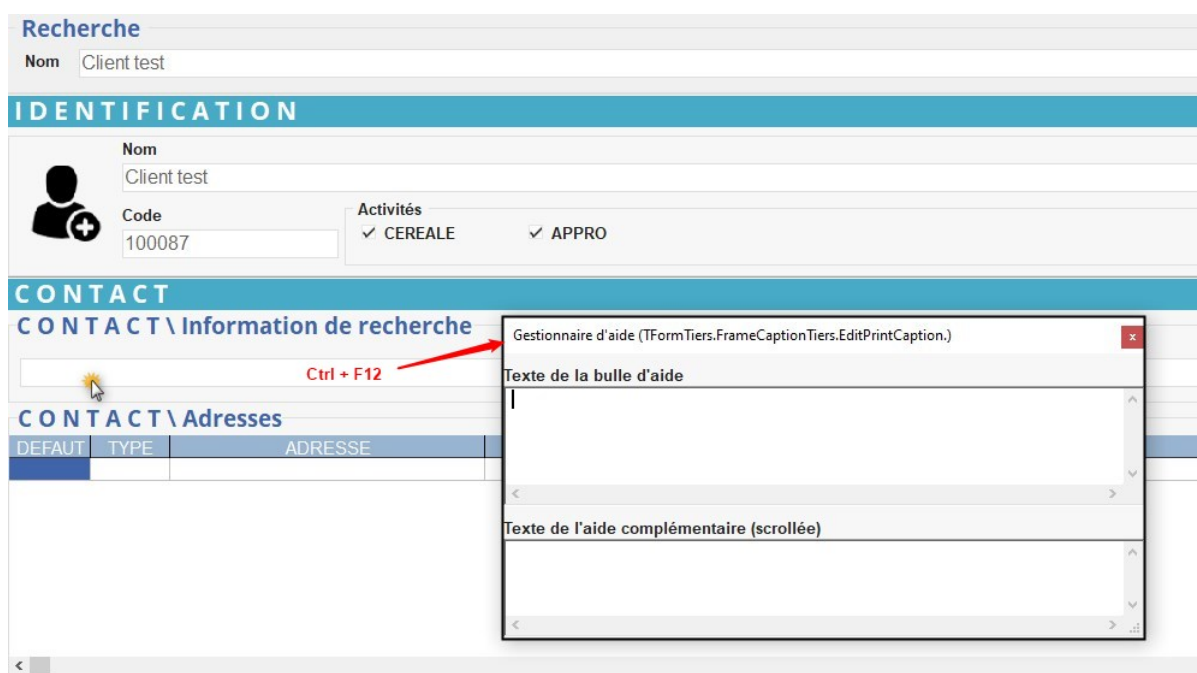 Recherche
Nom Client test
IDENTIFICATION
Nom
Client test
Code
100087
Activités
CEREALE APPRO
CONTACT
CONTACT\Information de recherche
Ctrl + F12
Gestionnaire d'aide (TFormTiers.FrameCaptionTiers.EditPrintCaption.)
x
Texte de la bulle d'aide
CONTACT\Adresses
DEFAUT TYPE ADRESSE
Texte de l'aide complémentaire (scrollée)